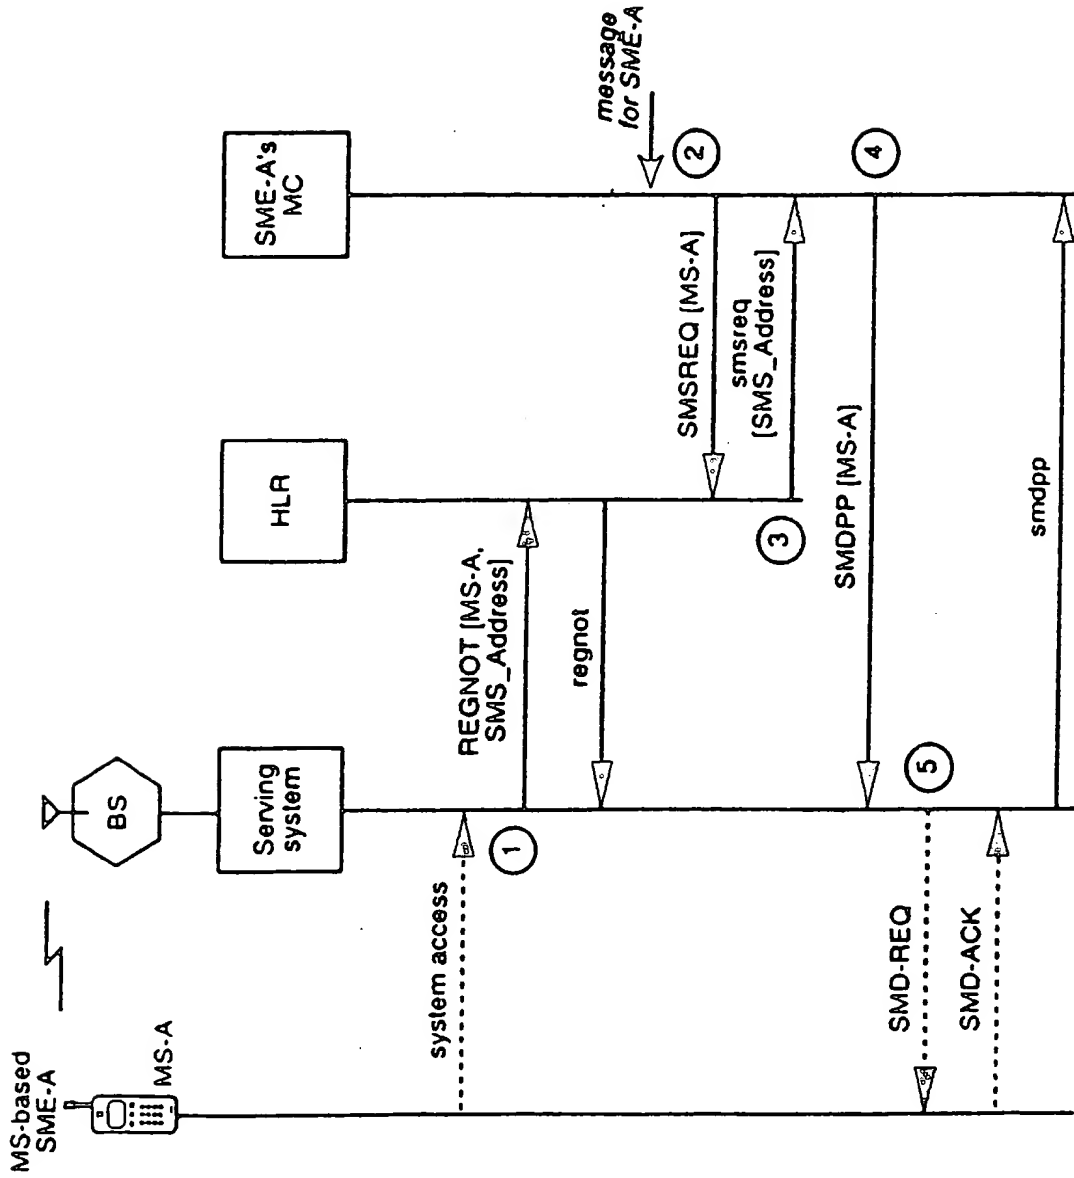 MS-based
SME-A
MS-A
BS
Serving
system
HLR
SME-A's
MC
system access
1
REGNOT [MS-A,
SMS_Address]
regnot
message
for SME-A
2
SMSREQ [MS-A]
smsreq
[SMS_Address]
3
4
SMDPP [MS-A]
5
SMD-REQ
SMD-ACK
smdpp